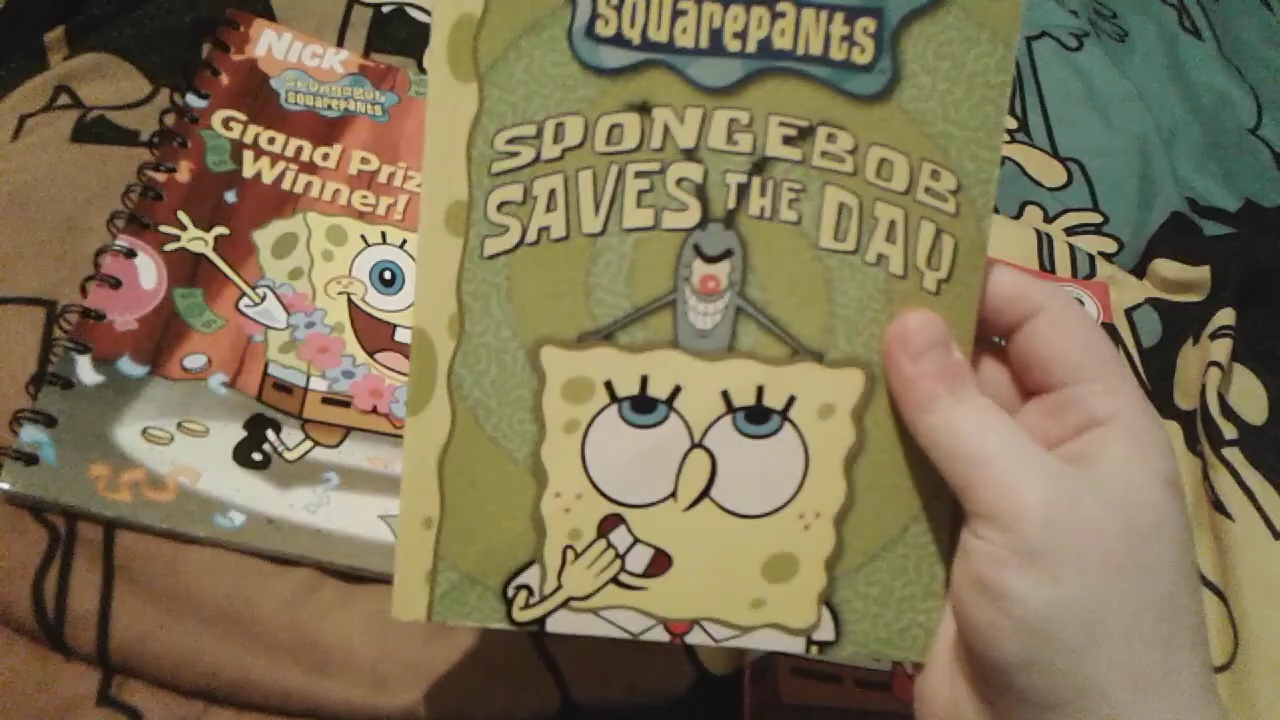 NICK
SPONGEBOB
SQUAREPANTS
Grand Priz
Winner!
SQUAREPANTS
SPONGEBOB
SAVES THE DAY